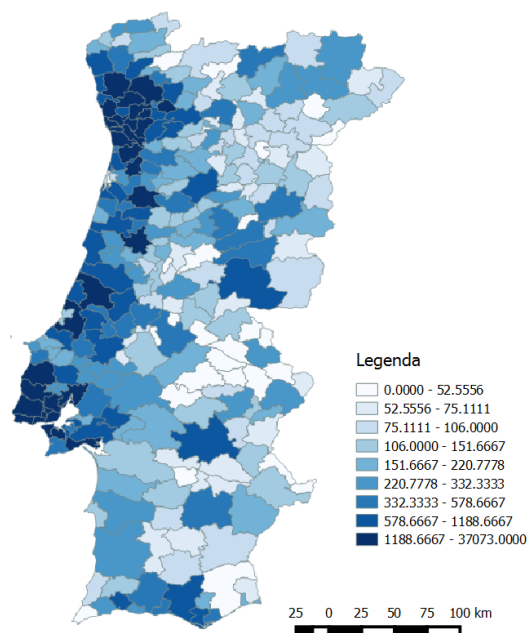 Legenda
0.0000 - 52.5556
52.5556 - 75.1111
75.1111 - 106.0000
106.0000 - 151.6667
151.6667 - 220.7778
220.7778 - 332.3333
332.3333 - 578.6667
578.6667 - 1188.6667
1188.6667 - 37073.0000
25 0 25 50 75 100 km